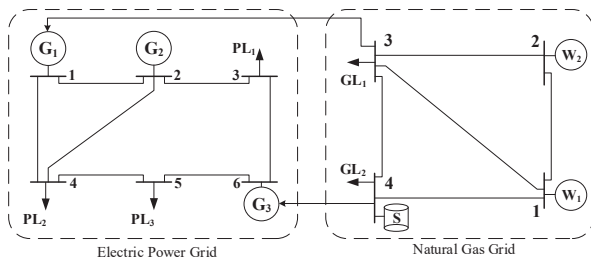 G1
G2
PL1
1
2
3
4
5
6
PL2
PL3
G3
Electric Power Grid
3
2
W2
GL1
GL2
4
S
1
W1
Natural Gas Grid